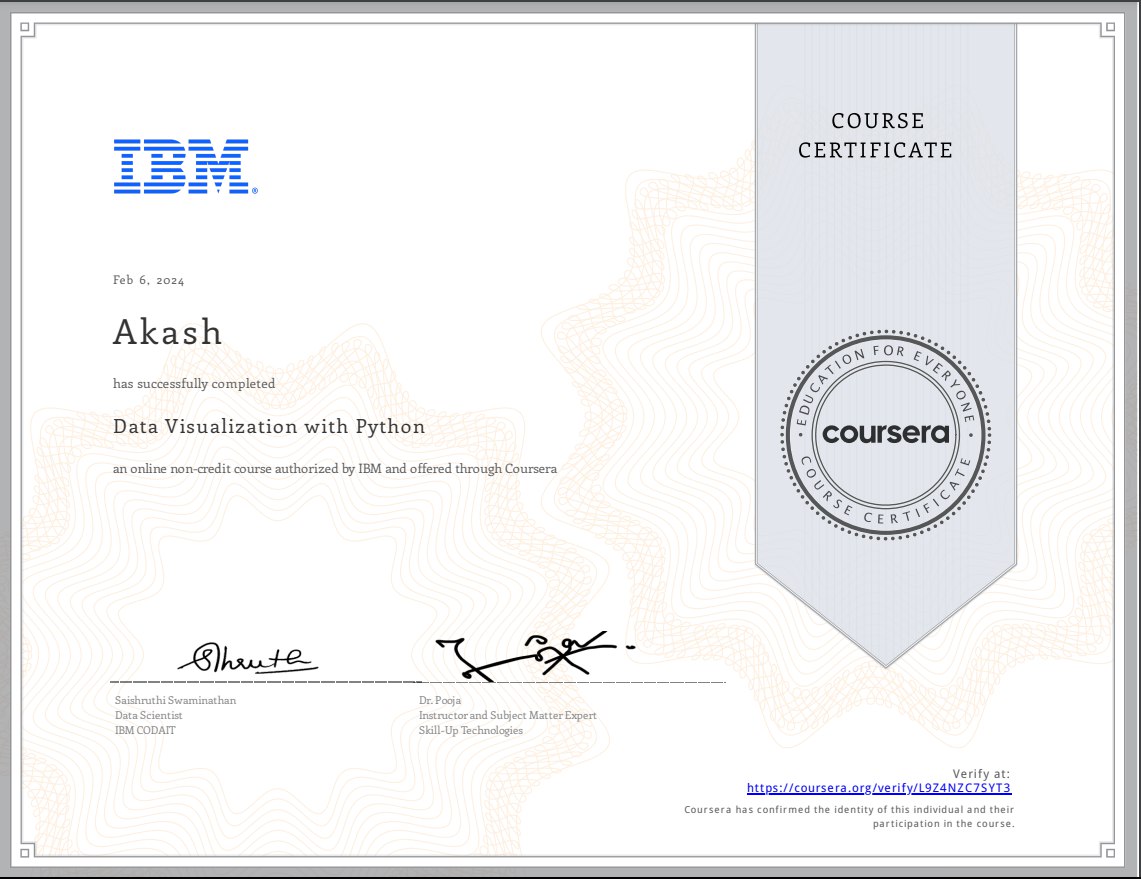 COURSE
CERTIFICATE
IBM®
Feb 6, 2024
Akash
has successfully completed
Data Visualization with Python
an online non-credit course authorized by IBM and offered through Coursera
EDUCATION FOR EVERYONE
coursera
COURSE CERTIFICATE
Saishruthi Swaminathan
Data Scientist
IBM CODAIT
Dr. Pooja
Instructor and Subject Matter Expert
Skill-Up Technologies
Verify at:
https://coursera.org/verify/L9Z4NZC7SYT3
Coursera has confirmed the identity of this individual and their
participation in the course.